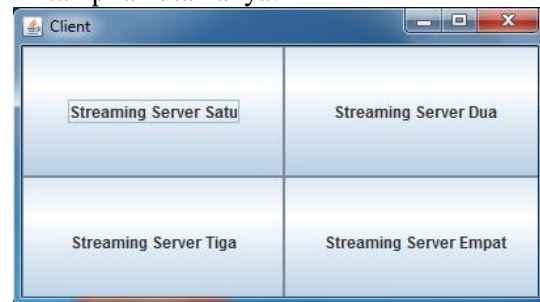 Client
Streaming Server Satu
Streaming Server Dua
Streaming Server Tiga
Streaming Server Empat